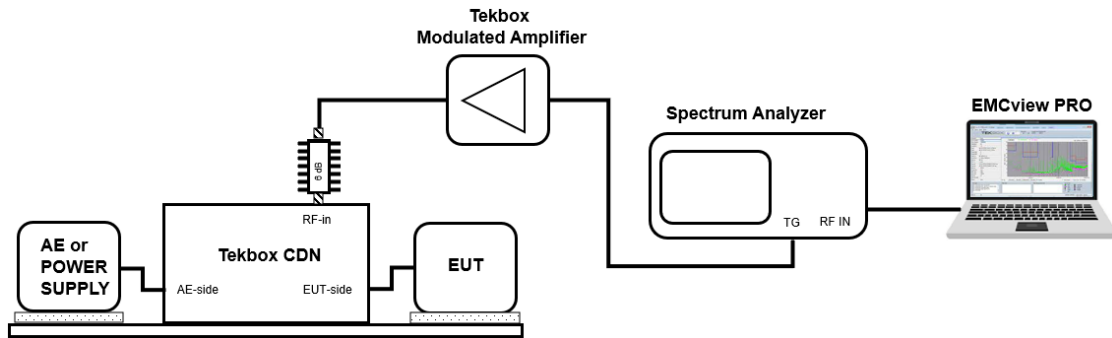 Tekbox
Modulated Amplifier
Spectrum Analyzer
EMCview PRO
6 dB
RF-in
TG
RF IN
AE or
POWER
SUPPLY
Tekbox CDN
EUT
AE-side
EUT-side